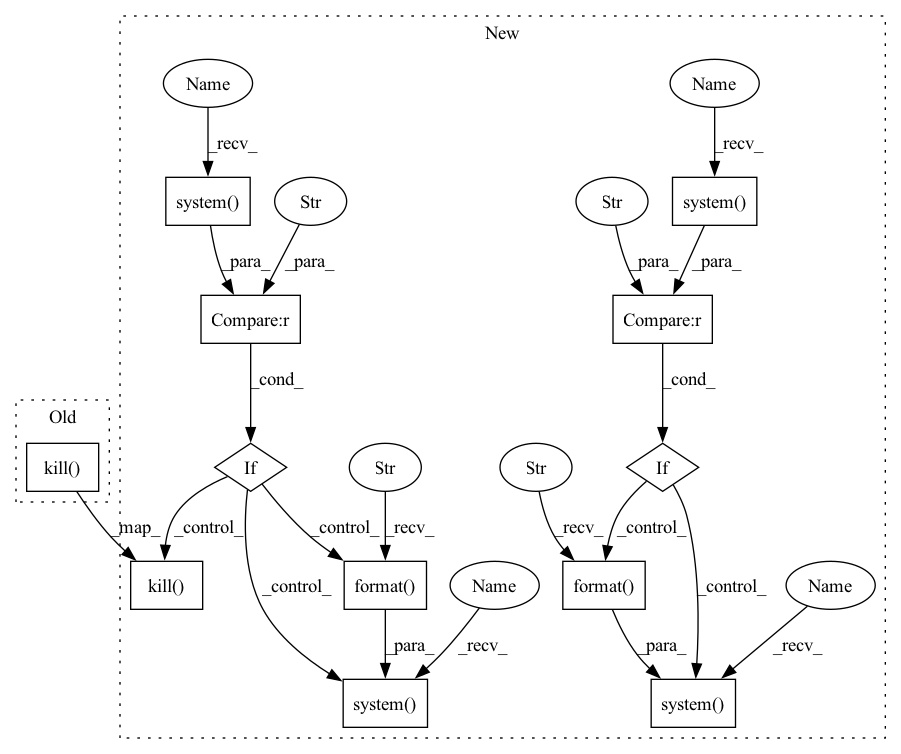 New
Name
Name
_recv_
_recv_
system()
Str
Str
system()
_para_
_para_
_para_
_para_
Compare:r
Compare:r
_cond_
_cond_
Old
kill()
If
Str
Str
If
_map_
_control_
_control_
_recv_
_recv_
_control_
kill()
_control_
format()
Name
format()
_control_
Name
_para_
_recv_
_para_
_recv_
system()
system()